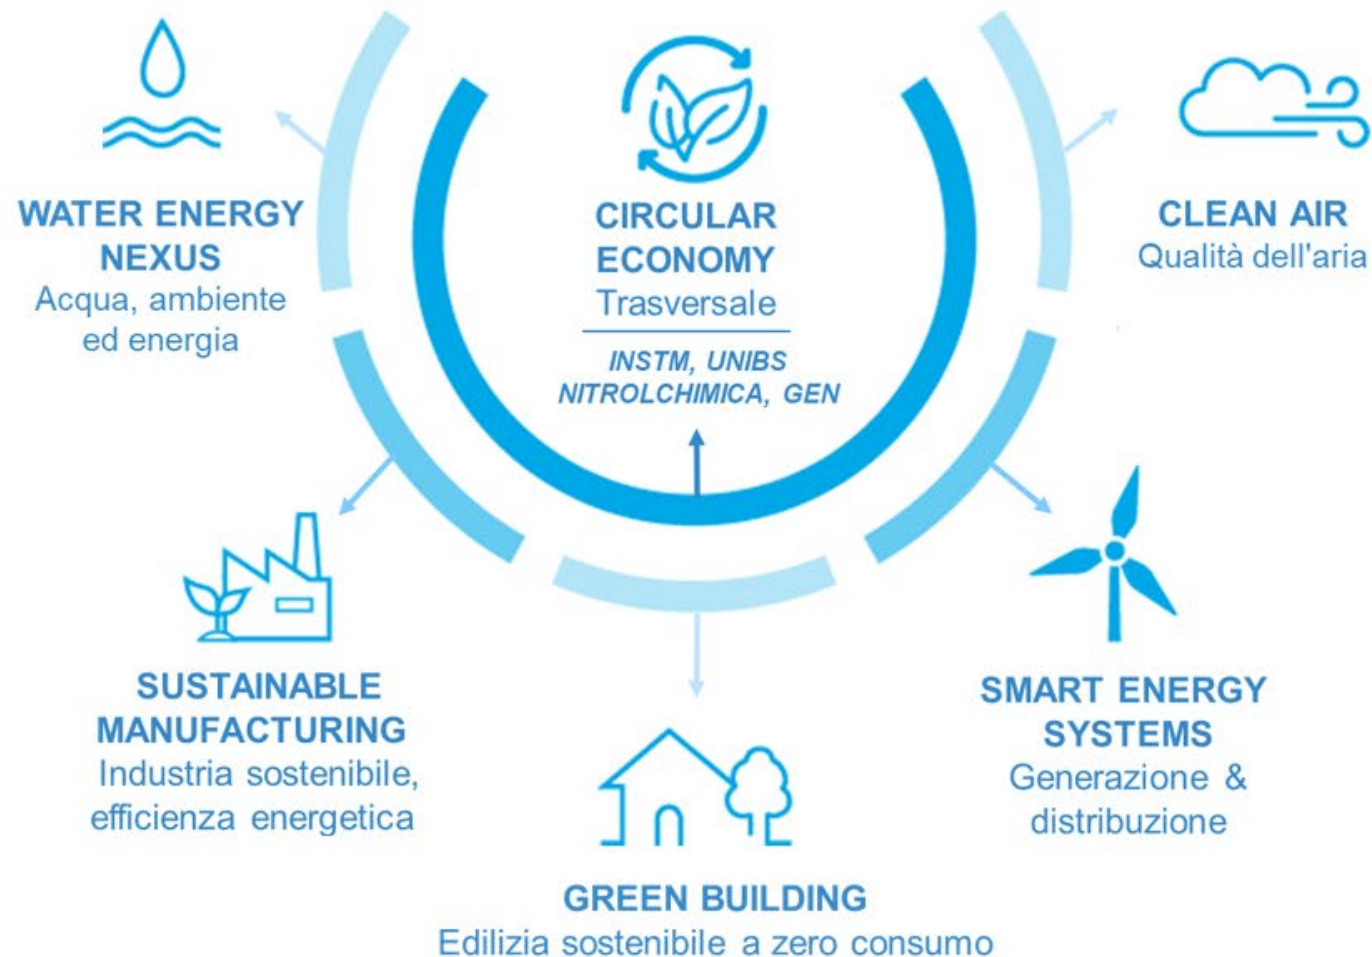 WATER ENERGY
NEXUS
Acqua, ambiente
ed energia
CIRCULAR
ECONOMY
Trasversale
INSTM, UNIBS
NITROLCHIMICA, GEN
CLEAN AIR
Qualità dell'aria
SUSTAINABLE
MANUFACTURING
Industria sostenibile,
efficienza energetica
SMART ENERGY
SYSTEMS
Generazione &
distribuzione
GREEN BUILDING
Edilizia sostenibile a zero consumo